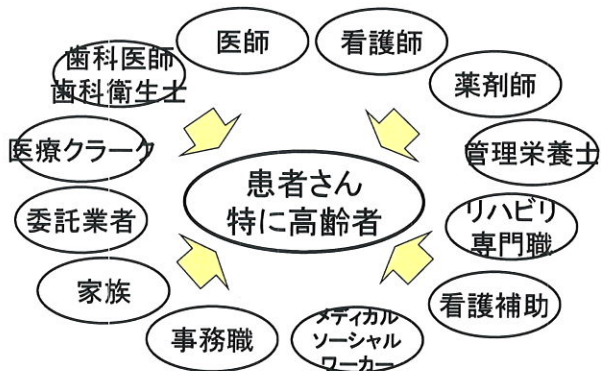 医師
看護師
歯科医師
歯科衛生士
薬剤師
医療クラーク
管理栄養士
患者さん
特に高齢者
委託業者
リハビリ
専門職
家族
看護補助
事務職
メディカル
ソーシャル
ワーカー